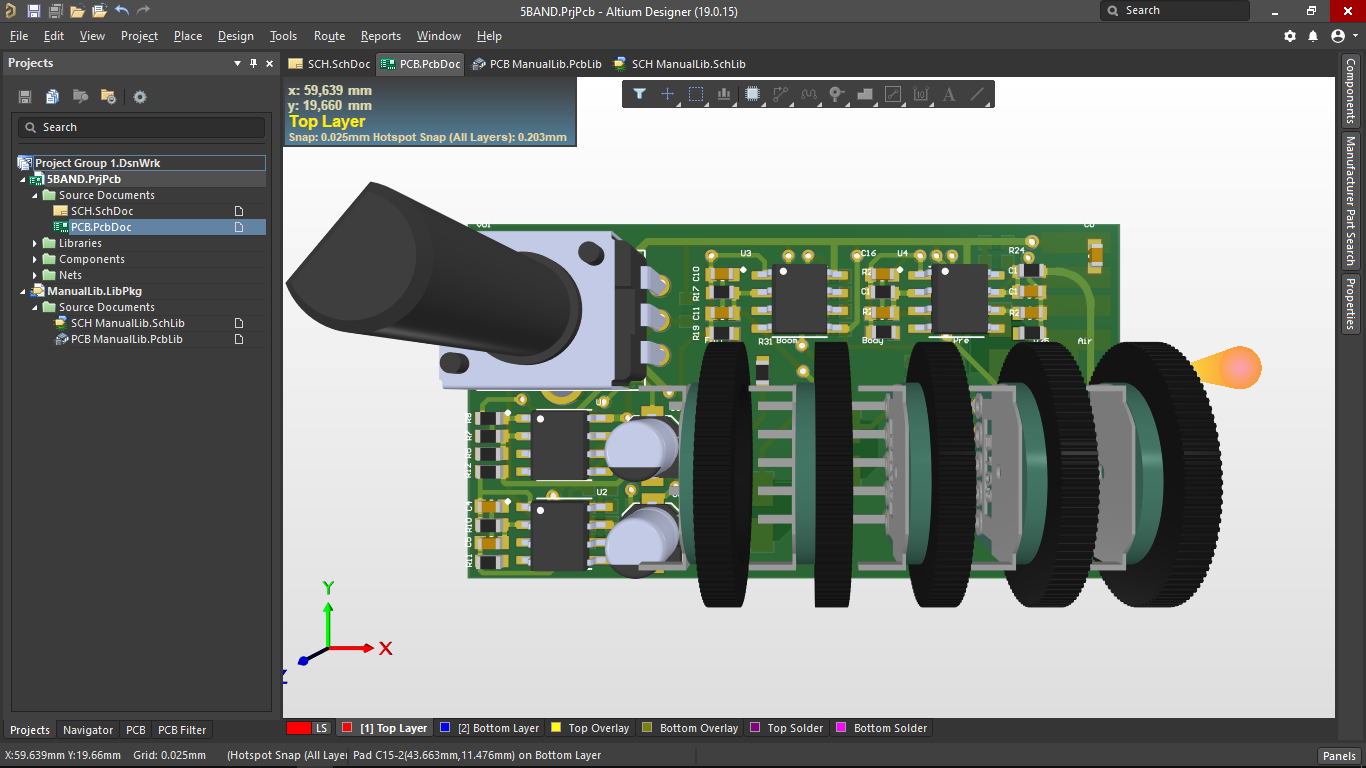 5BAND.PrjPcb - Altium Designer (19.0.15)
Search
File Edit View Project Place Design Tools Route Reports Window Help
Projects
SCH.SchDoc PCB.PcbDoc PCB ManualLib.PcbLib SCH ManualLib.SchLib
Search
Project Group 1.DsnWrk
5BAND.PrjPcb
Source Documents
SCH.SchDoc
PCB.PcbDoc
Libraries
Components
Nets
ManualLib.LibPkg
Source Documents
SCH ManualLib.SchLib
PCB ManualLib.PcbLib
x: 59,639 mm
y: 19,660 mm
Top Layer
Snap: 0.025mm Hotspot Snap (All Layers): 0.203mm
U3 C16 U4 R24
C10
R17
C11
R19
R31 Boom Body Pre Air
R8
R7
R6
R12
U2
C4
R10
R11
Y
X
Components
Manufacturer Part Search
Properties
Projects Navigator PCB PCB Filter
LS [1] Top Layer [2] Bottom Layer Top Overlay Bottom Overlay Top Solder Bottom Solder
X:59.639mm Y:19.66mm Grid: 0.025mm (Hotspot Snap (All Layer Pad C15-2(43.663mm,11.476mm) on Bottom Layer
Panels